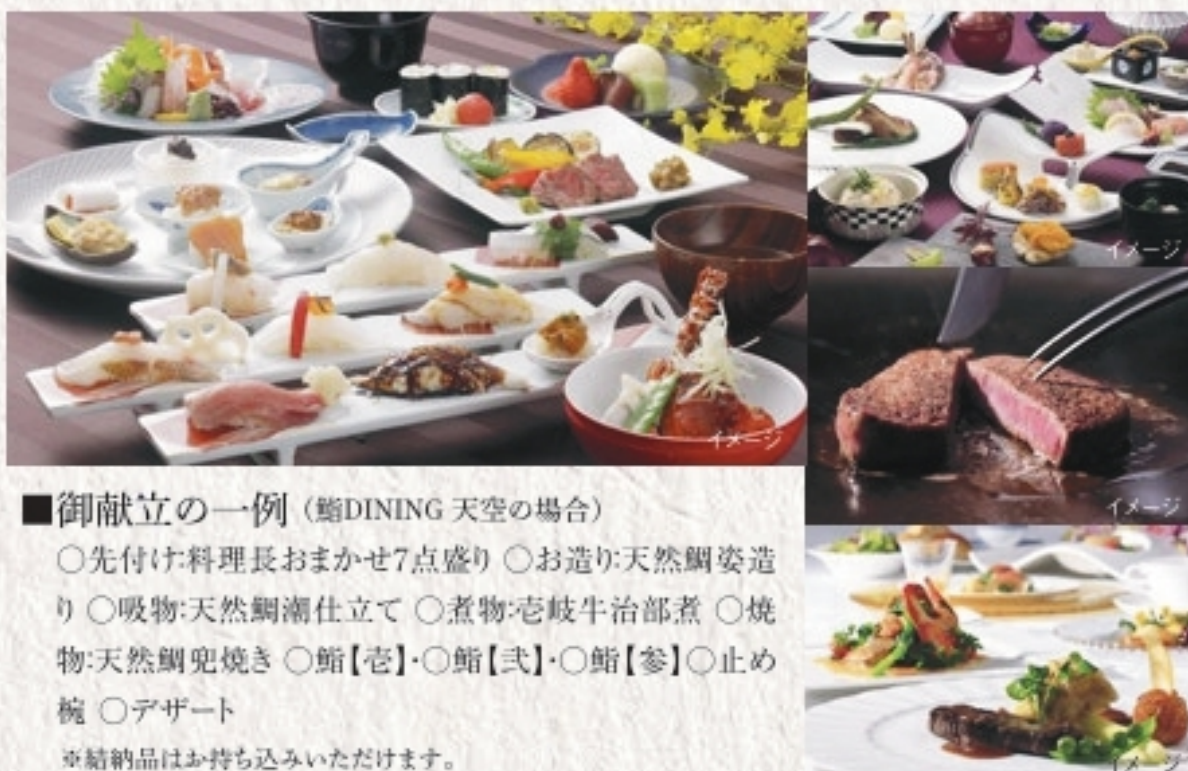 イメージ
イメージ
イメージ
イメージ
■御献立の一例（鮨DINING 天空の場合）
○先付け:料理長おまかせ7点盛り ○お造り:天然鯛姿造
り ○吸物:天然鯛潮仕立て ○煮物:壱岐牛治部煮 ○焼
物:天然鯛兜焼き ○鮨【壱】・○鮨【弐】・○鮨【参】○止め
椀 ○デザート
※結納品はお持ち込みいただけます。